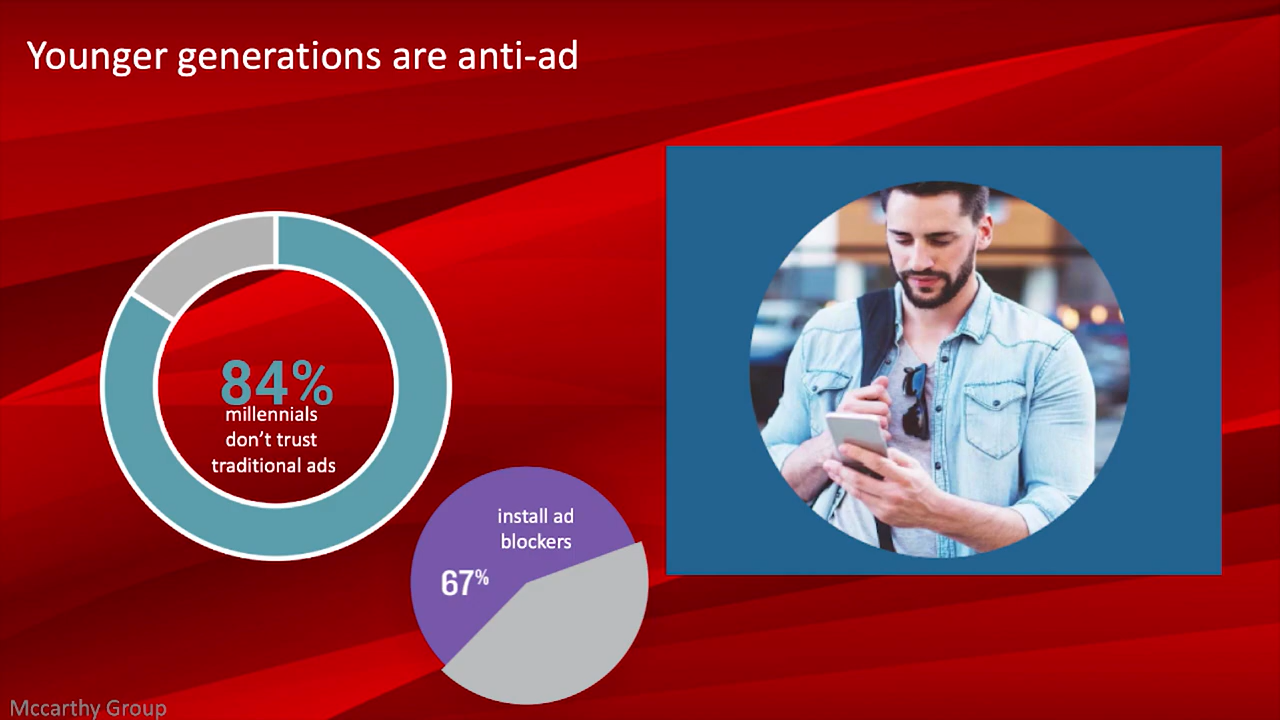 Younger generations are anti-ad
84%
millennials
don’t trust
traditional ads
install ad
blockers
67%
Mccarthy Group